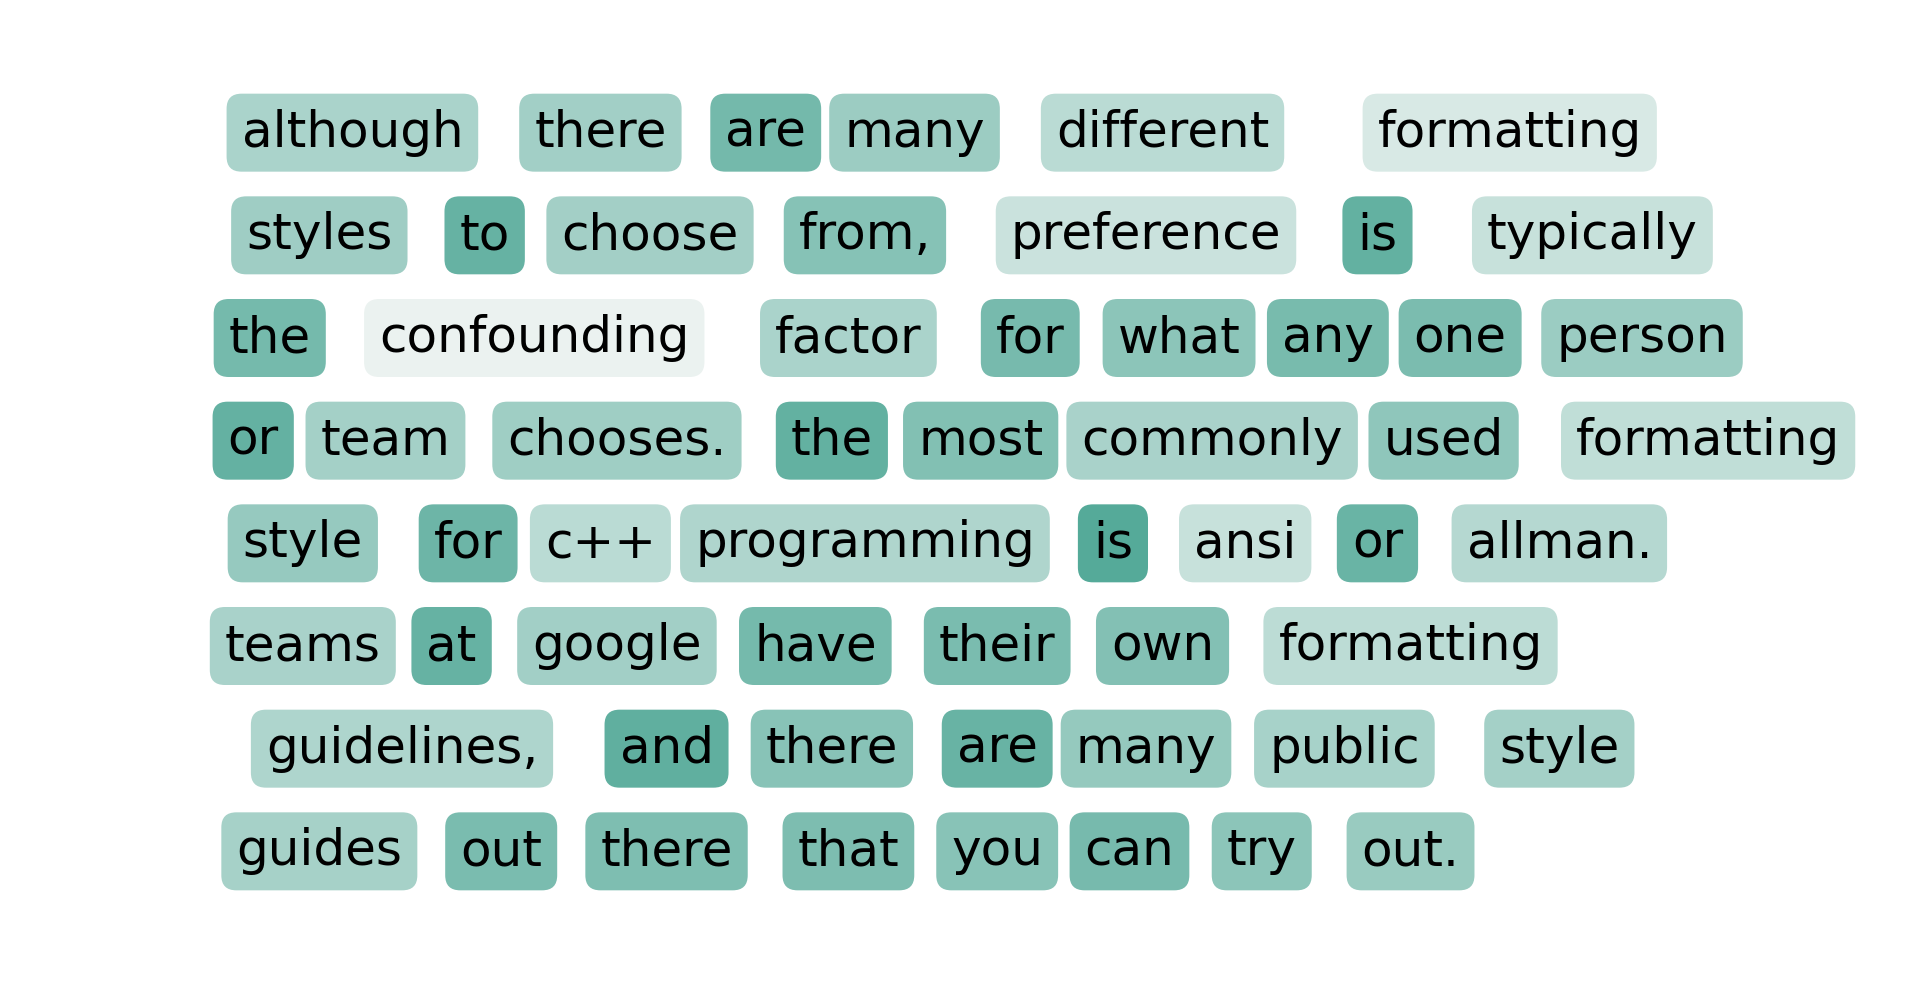 although there are many different formatting
styles to choose from, preference is typically
the confounding factor for what any one person
or team chooses. the most commonly used formatting
style for c++ programming is ansi or allman.
teams at google have their own formatting
guidelines, and there are many public style
guides out there that you can try out.